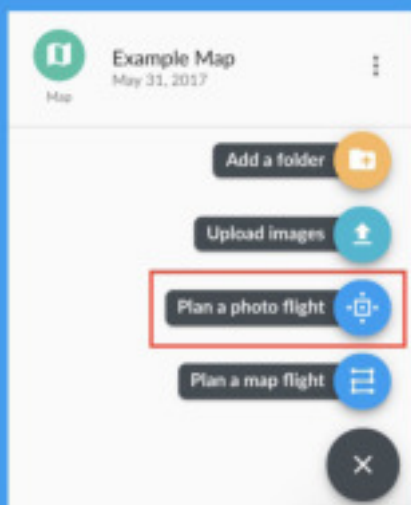 Example Map
May 31, 2017
Map
Add a folder
Upload images
Plan a photo flight
Plan a map flight